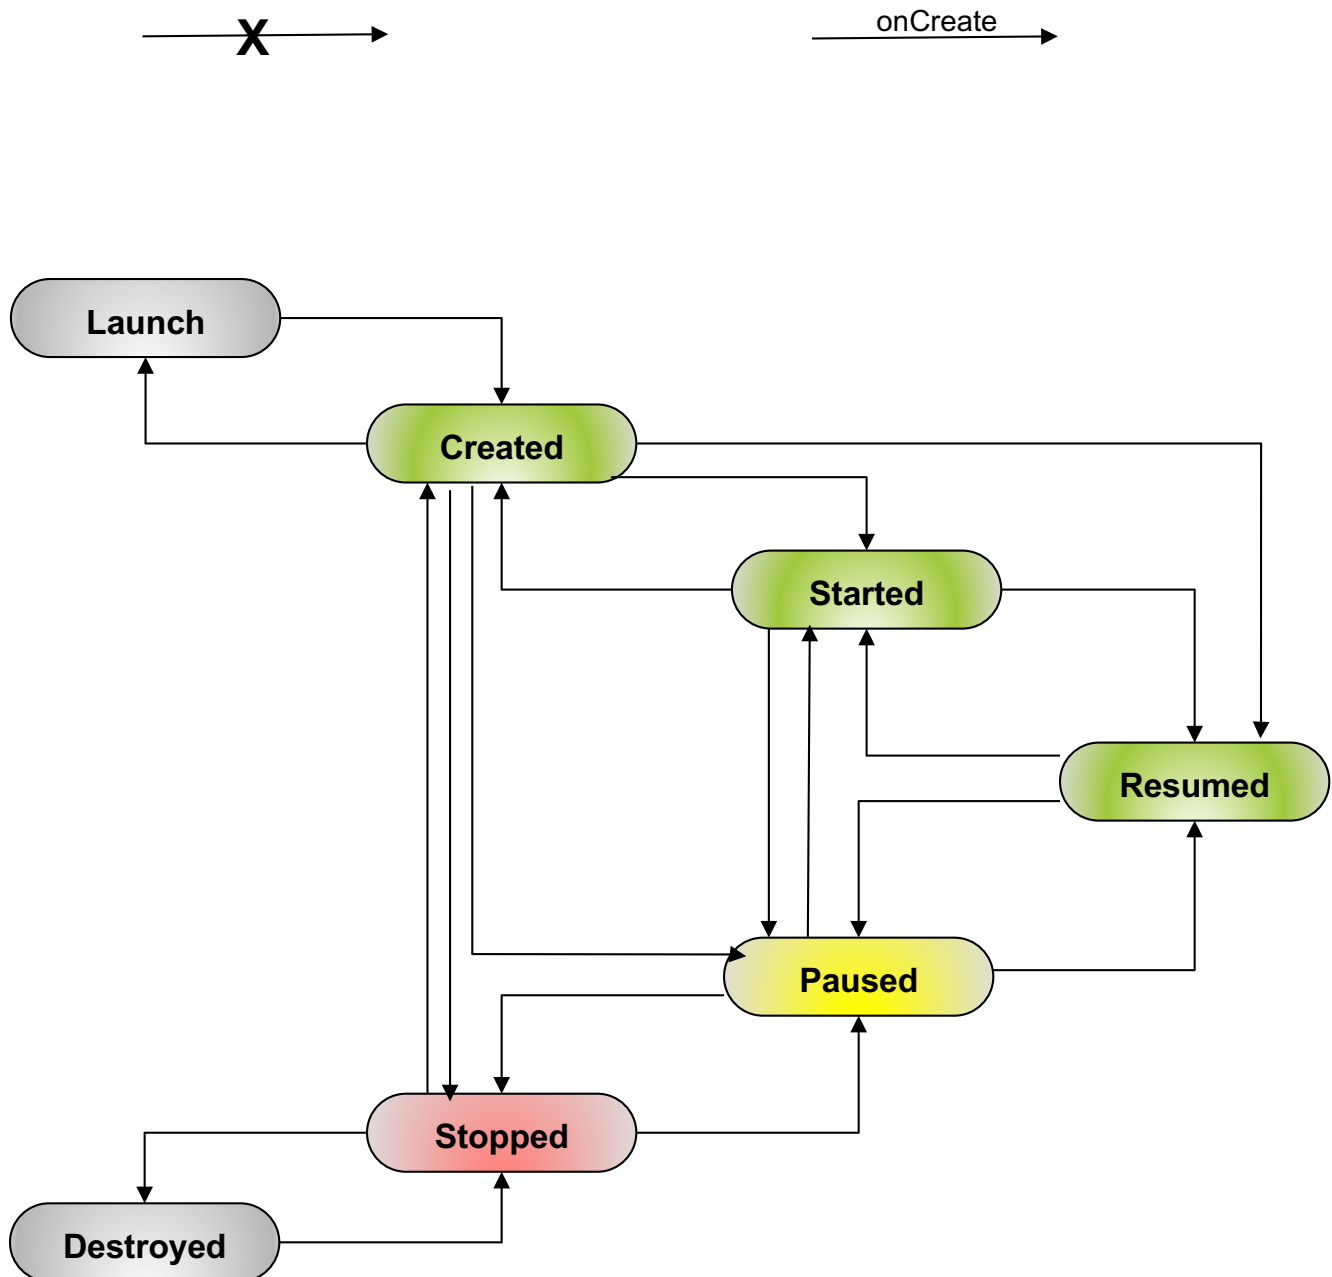 X
onCreate
Launch
Created
Started
Resumed
Paused
Stopped
Destroyed